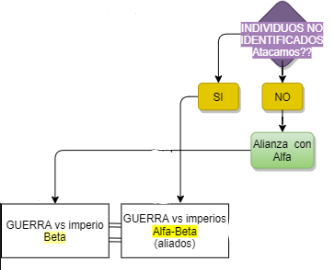 INDIVIDUOS NO
IDENTIFICADOS
Atacamos??
SI
NO
Alianza con
Alfa
GUERRA vs imperio
Beta
GUERRA vs imperios
Alfa-Beta
(aliados)